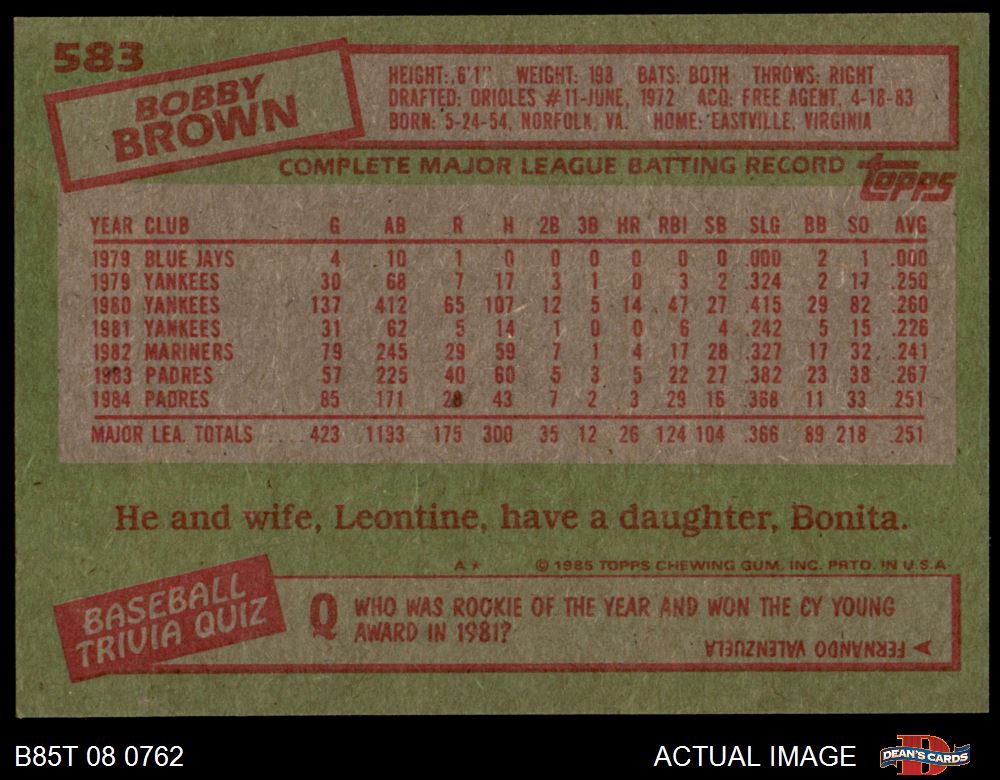 583
BOBBY
BROWN
HEIGHT: 6'1" WEIGHT: 198 BATS: BOTH THROWS: RIGHT
DRAFTED: ORIOLES #11-JUNE, 1972 ACQ: FREE AGENT, 4-18-83
BORN: 5-24-54, NORFOLK, VA. HOME: EASTVILLE, VIRGINIA
COMPLETE MAJOR LEAGUE BATTING RECORD
TOPPS
YEAR CLUB G AB R H 2B 3B HR RBI SB SLG BB SO AVG
1979 BLUE JAYS 4 10 1 0 0 0 0 0 0 .000 2 1 .000
1979 YANKEES 30 68 7 17 3 1 0 3 2 .324 2 17 .250
1980 YANKEES 137 412 65 107 12 5 14 47 27 .415 29 82 .260
1981 YANKEES 31 62 5 14 1 0 0 6 4 .242 5 15 .226
1982 MARINERS 79 245 29 59 7 1 4 17 28 .327 17 32 .241
1983 PADRES 57 225 40 60 5 3 5 22 27 .382 23 38 .267
1984 PADRES 85 171 28 43 7 2 3 29 16 .368 11 33 .251
MAJOR LEA. TOTALS 423 1193 175 300 35 12 26 124 104 .366 89 218 .251
He and wife, Leontine, have a daughter, Bonita.
A* © 1985 TOPPS CHEWING GUM, INC. PRTD. IN U.S.A.
BASEBALL
TRIVIA QUIZ
Q WHO WAS ROOKIE OF THE YEAR AND WON THE CY YOUNG
AWARD IN 1981?
FERNANDO VALENZUELA
B85T 08 0762
ACTUAL IMAGE
DEAN'S CARDS